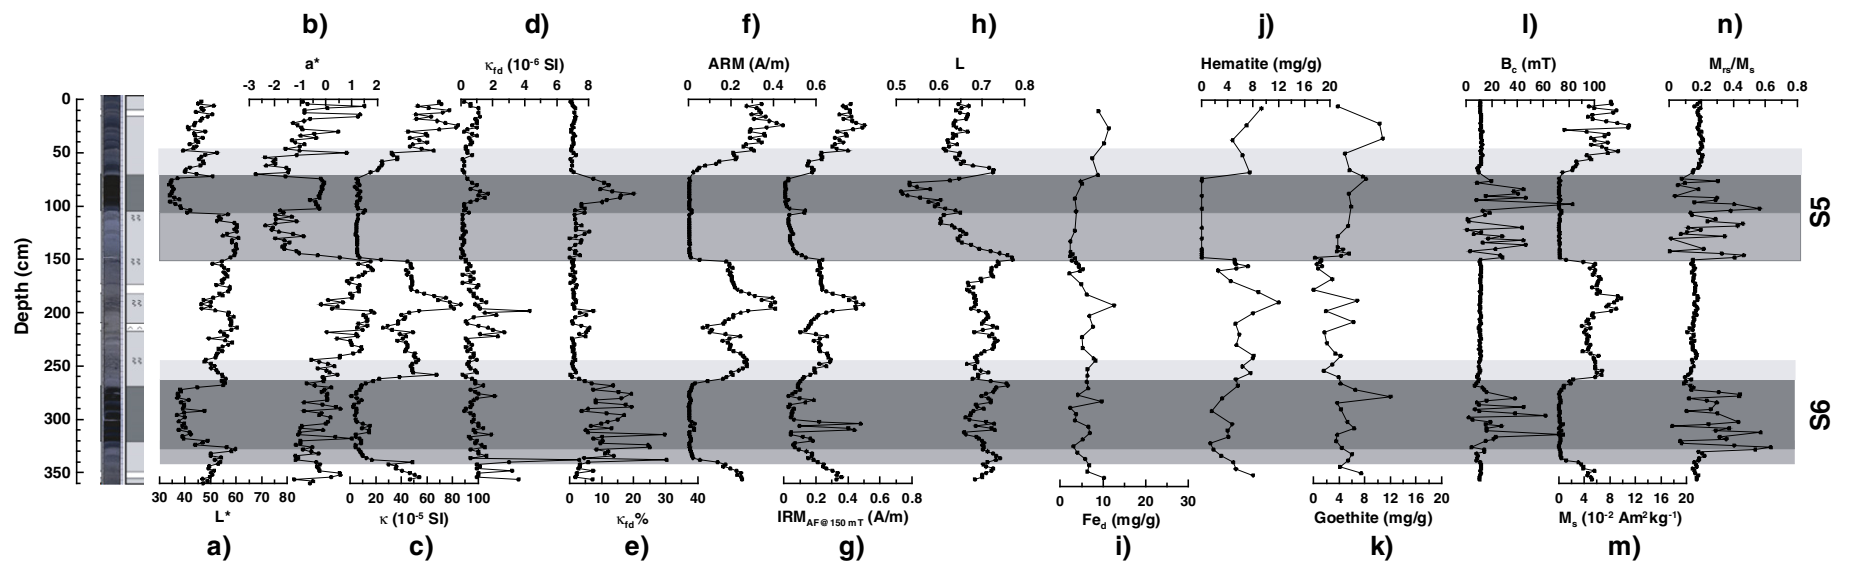 b) d) f) h) j) l) n)
a* κfd (10-6 SI) ARM (A/m) L Hematite (mg/g) Bc (mT) Mrs/Ms
-3 -2 -1 0 1 2 0 2 4 6 8 0 0.2 0.4 0.6 0.5 0.6 0.7 0.8 0 4 8 12 16 20 0 20 40 60 80 100 0 0.2 0.4 0.6 0.8
0
50
100
150
200
250
300
350
Depth (cm)
S5
S6
30 40 50 60 70 80 0 20 40 60 80 100 0 10 20 30 40 0 0.2 0.4 0.6 0.8 0 10 20 30 0 4 8 12 16 20 0 4 8 12 16 20
L* κ (10-5 SI) κfd% IRMAF@150 mT (A/m) Fed (mg/g) Goethite (mg/g) Ms (10-2 Am2kg-1)
a) c) e) g) i) k) m)